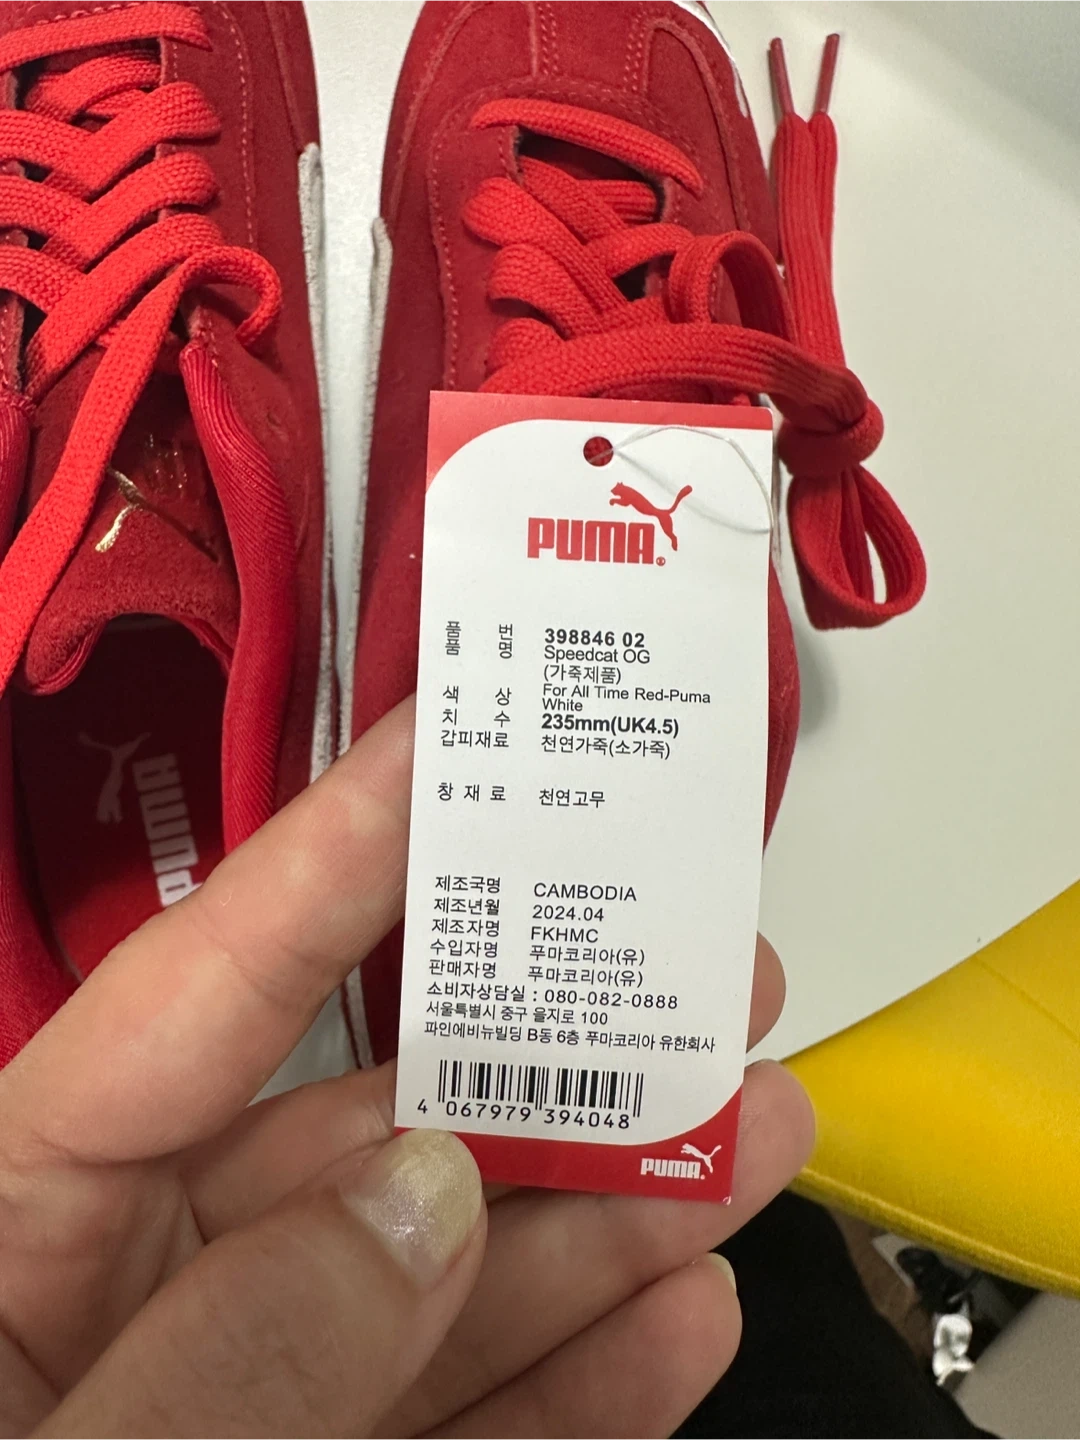 PUMA
PUMA®
품 번 398846 02
품 명 Speedcat OG
(가죽제품)
색 상 For All Time Red-Puma
White
치 수 235mm(UK4.5)
갑피재료 천연가죽(소가죽)
창 재 료 천연고무
제조국명 CAMBODIA
제조년월 2024.04
제조자명 FKHMC
수입자명 푸마코리아(유)
판매자명 푸마코리아(유)
소비자상담실 : 080-082-0888
서울특별시 중구 을지로 100
파인에비뉴빌딩 B동 6층 푸마코리아 유한회사
4 067979 394048
PUMA.